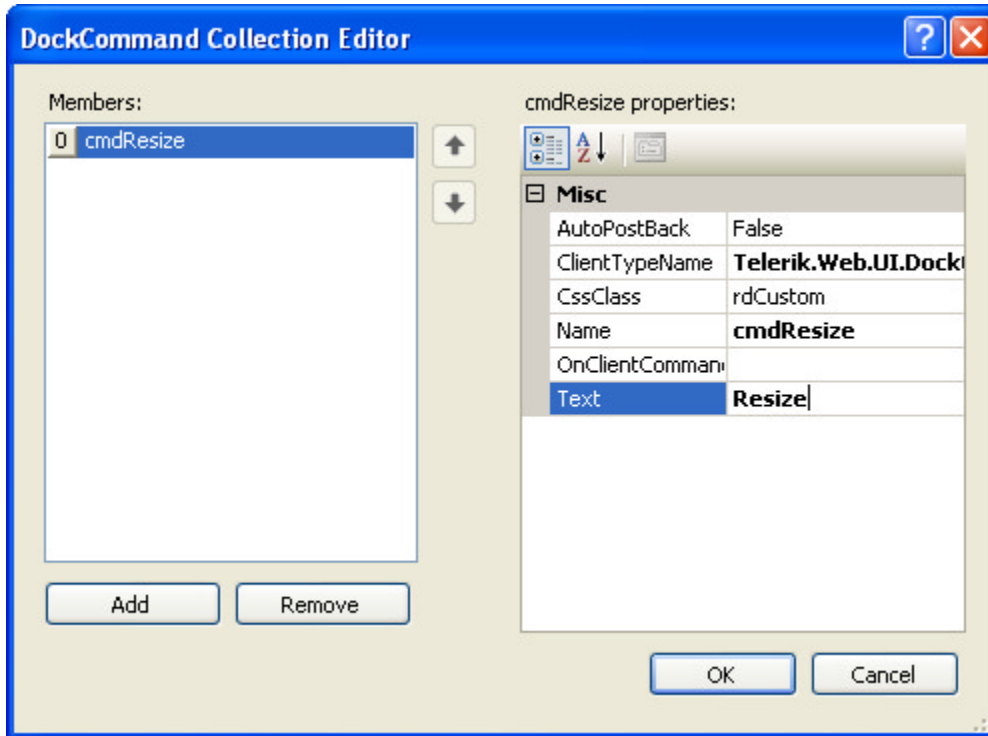 DockCommand Collection Editor
Members:
cmdResize properties:
0 cmdResize
Misc
AutoPostBack False
ClientTypeName Telerik.Web.UI.Dock
CssClass rdCustom
Name cmdResize
OnClientComman
Text Resize
Add Remove
OK Cancel